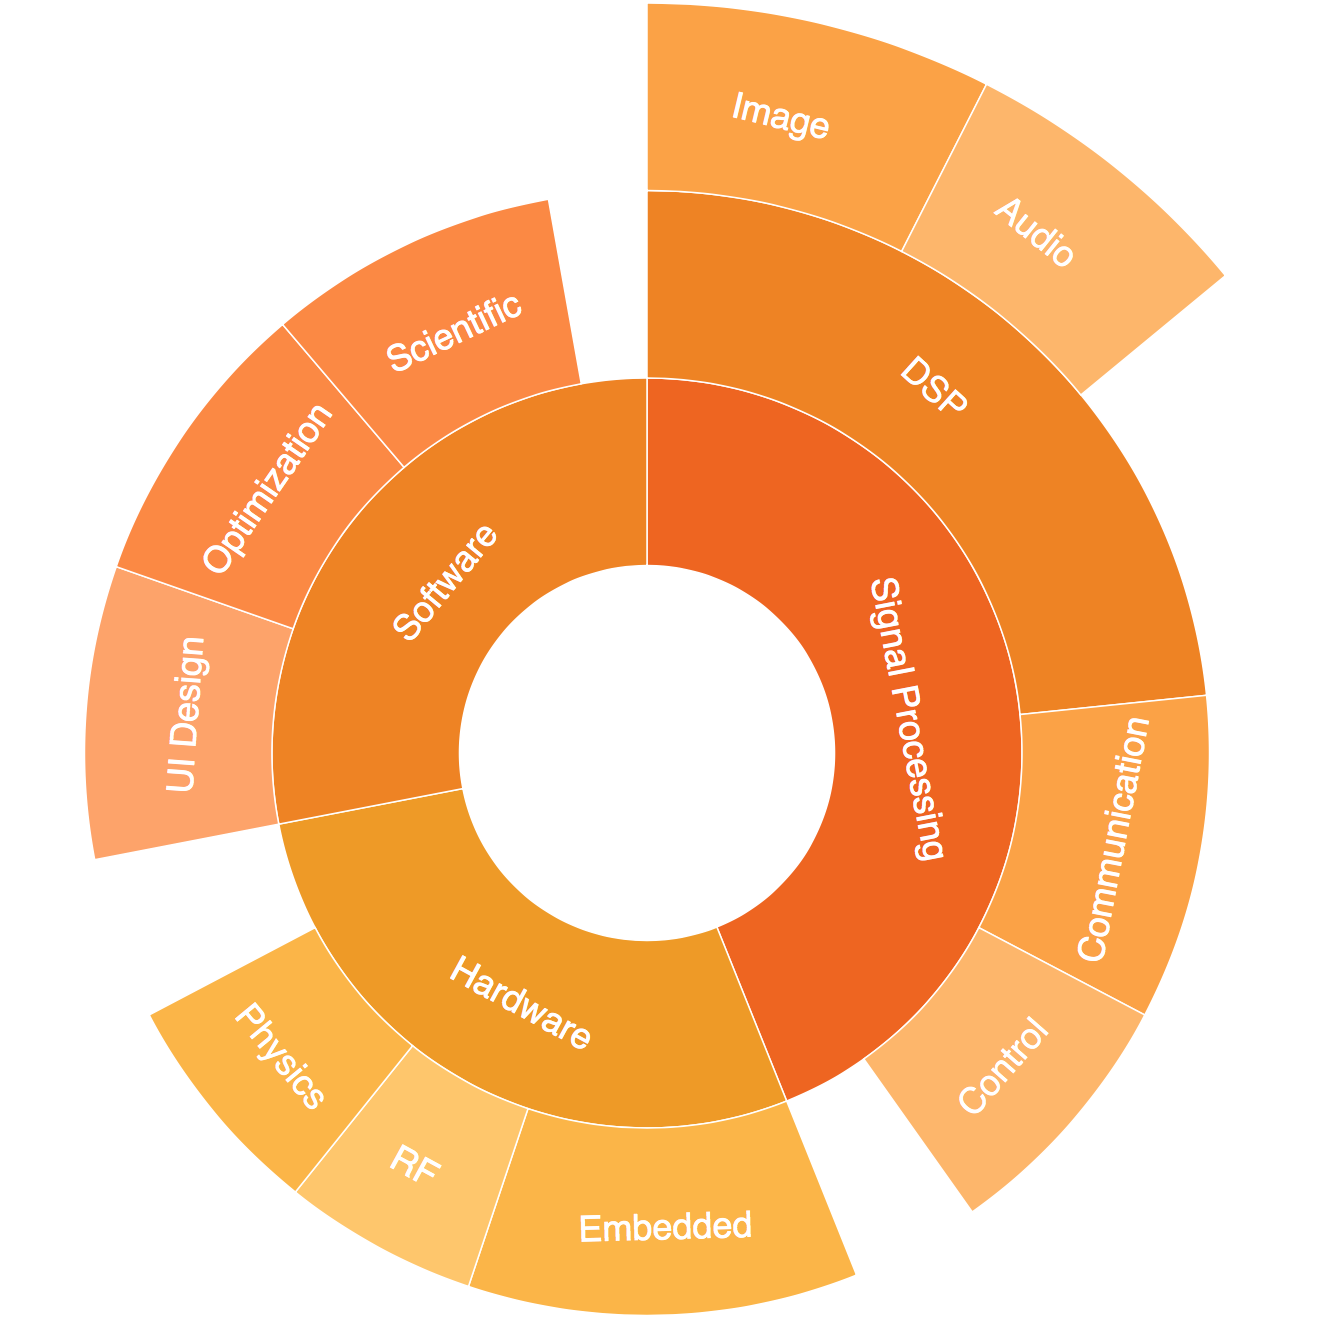 Image
Audio
DSP
Signal Processing
Communication
Control
Scientific
Optimization
UI Design
Software
Hardware
Physics
RF
Embedded